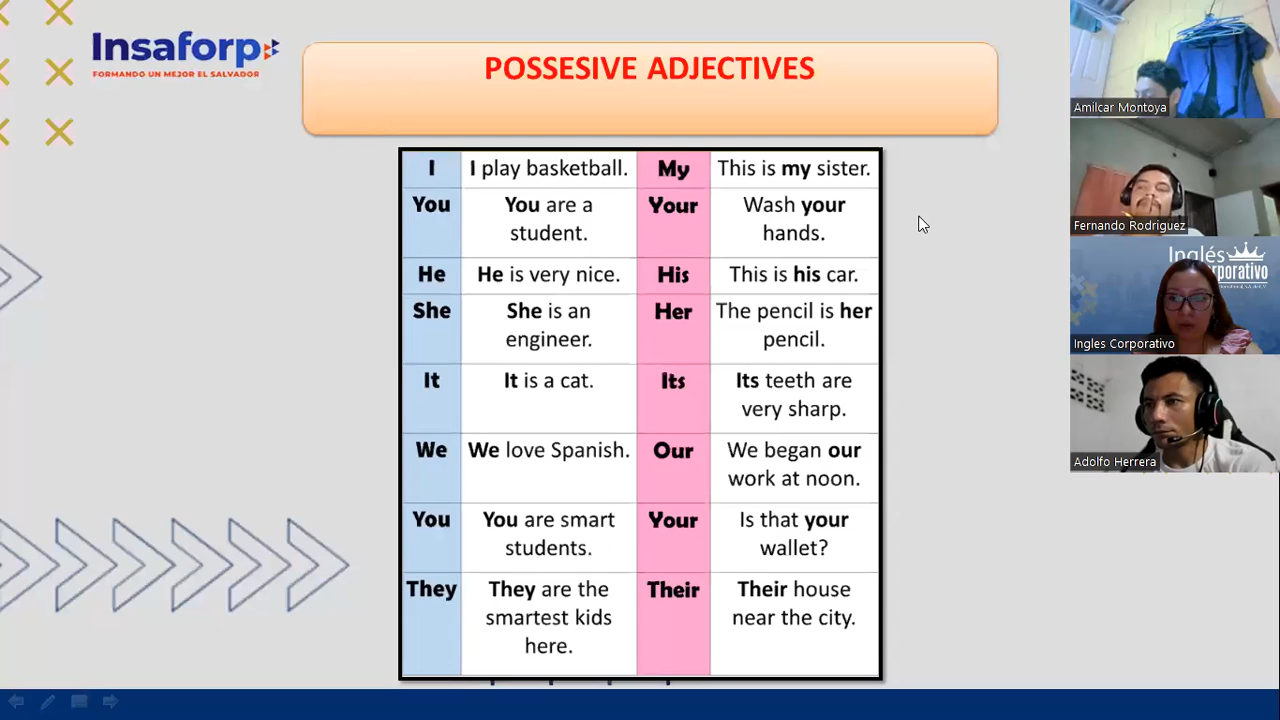 Insaforp
FORMANDO UN MEJOR EL SALVADOR
POSSESIVE ADJECTIVES
I
I play basketball.
My
This is my sister.
You
You are a
student.
Your
Wash your
hands.
He
He is very nice.
His
This is his car.
She
She is an
engineer.
Her
The pencil is her
pencil.
It
It is a cat.
Its
Its teeth are
very sharp.
We
We love Spanish.
Our
We began our
work at noon.
You
You are smart
students.
Your
Is that your
wallet?
They
They are the
smartest kids
here.
Their
Their house
near the city.
Amilcar Montoya
Fernando Rodriguez
Inglés
Ingles Corporativo
Adolfo Herrera